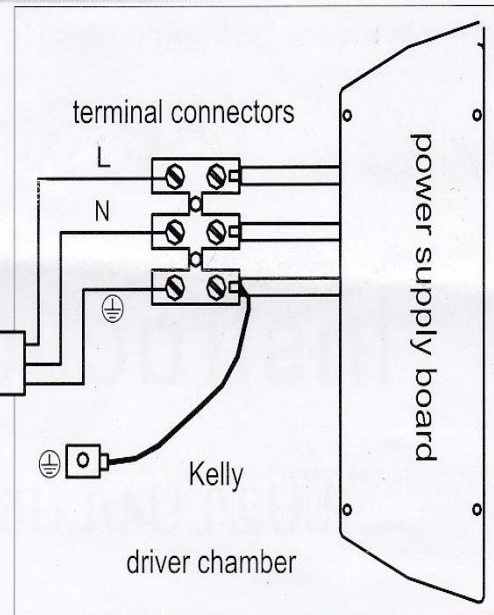 terminal connectors
L
N
power supply board
Kelly
driver chamber